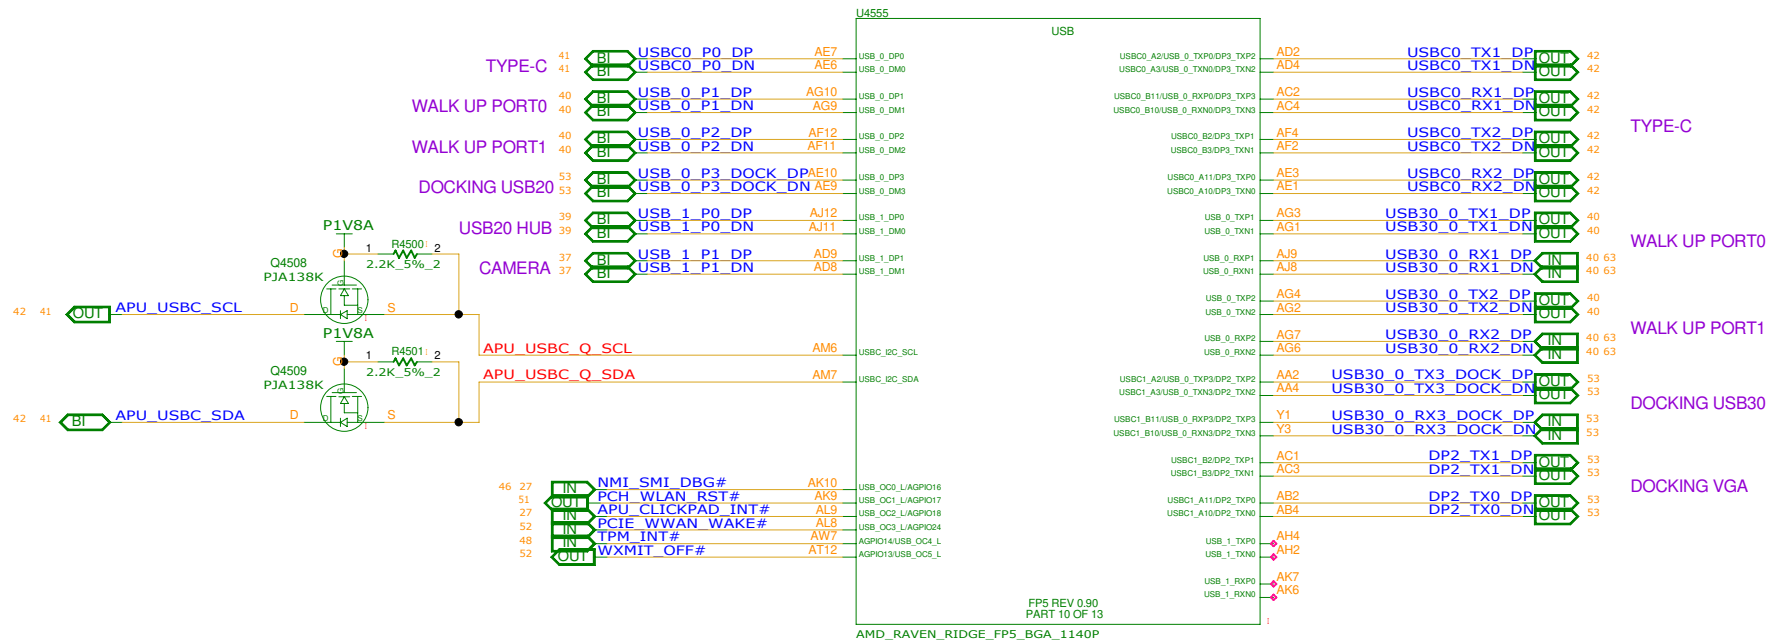 U4555
USB
TYPE-C 41 BI USBC0_P0_DP AE7 USB_0_DP0
41 BI USBC0_P0_DN AE6 USB_0_DM0
WALK UP PORT0 40 BI USB_0_P1_DP AG10 USB_0_DP1
40 BI USB_0_P1_DN AG9 USB_0_DM1
WALK UP PORT1 40 BI USB_0_P2_DP AF12 USB_0_DP2
40 BI USB_0_P2_DN AF11 USB_0_DM2
DOCKING USB20 53 BI USB_0_P3_DOCK_DP AE10 USB_0_DP3
53 BI USB_0_P3_DOCK_DN AE9 USB_0_DM3
USB20 HUB 39 BI USB_1_P0_DP AJ12 USB_1_DP0
39 BI USB_1_P0_DN AJ11 USB_1_DM0
CAMERA 37 BI USB_1_P1_DP AD9 USB_1_DP1
37 BI USB_1_P1_DN AD8 USB_1_DM1
P1V8A
1 R4500 2
2.2K_5%_2
Q4508
PJA138K
G
D S
1
42 41 OUT APU_USBC_SCL D S
APU_USBC_Q_SCL AM6 USBC_I2C_SCL
P1V8A
1 R4501 2
2.2K_5%_2
Q4509
PJA138K
G
D S
1
42 41 BI APU_USBC_SDA D S
APU_USBC_Q_SDA AM7 USBC_I2C_SDA
46 27 IN NMI_SMI_DBG# AK10 USB_OC0_L/AGPIO16
51 OUT PCH_WLAN_RST# AK9 USB_OC1_L/AGPIO17
27 IN APU_CLICKPAD_INT# AL9 USB_OC2_L/AGPIO18
52 IN PCIE_WWAN_WAKE# AL8 USB_OC3_L/AGPIO24
48 IN TPM_INT# AW7 AGPIO14/USB_OC4_L
52 OUT WXMIT_OFF# AT12 AGPIO13/USB_OC5_L
USBC0_A2/USB_0_TXP0/DP3_TXP2 AD2 USBC0_TX1_DP OUT 42
USBC0_A3/USB_0_TXN0/DP3_TXN2 AD4 USBC0_TX1_DN OUT 42
USBC0_B11/USB_0_RXP0/DP3_TXP3 AC2 USBC0_RX1_DP OUT 42
USBC0_B10/USB_0_RXN0/DP3_TXN3 AC4 USBC0_RX1_DN OUT 42
TYPE-C
USBC0_B2/DP3_TXP1 AF4 USBC0_TX2_DP OUT 42
USBC0_B3/DP3_TXN1 AF2 USBC0_TX2_DN OUT 42
USBC0_A11/DP3_TXP0 AE3 USBC0_RX2_DP OUT 42
USBC0_A10/DP3_TXN0 AE1 USBC0_RX2_DN OUT 42
USB_0_TXP1 AG3 USB30_0_TX1_DP OUT 40
USB_0_TXN1 AG1 USB30_0_TX1_DN OUT 40
WALK UP PORT0
USB_0_RXP1 AJ9 USB30_0_RX1_DP IN 40 63
USB_0_RXN1 AJ8 USB30_0_RX1_DN IN 40 63
USB_0_TXP2 AG4 USB30_0_TX2_DP OUT 40
USB_0_TXN2 AG2 USB30_0_TX2_DN OUT 40
WALK UP PORT1
USB_0_RXP2 AG7 USB30_0_RX2_DP IN 40 63
USB_0_RXN2 AG6 USB30_0_RX2_DN IN 40 63
USBC1_A2/USB_0_TXP3/DP2_TXP2 AA2 USB30_0_TX3_DOCK_DP OUT 53
USBC1_A3/USB_0_TXN3/DP2_TXN2 AA4 USB30_0_TX3_DOCK_DN OUT 53
DOCKING USB30
USBC1_B11/USB_0_RXP3/DP2_TXP3 Y1 USB30_0_RX3_DOCK_DP IN 53
USBC1_B10/USB_0_RXN3/DP2_TXN3 Y3 USB30_0_RX3_DOCK_DN IN 53
USBC1_B2/DP2_TXP1 AC1 DP2_TX1_DP OUT 53
USBC1_B3/DP2_TXN1 AC3 DP2_TX1_DN OUT 53
DOCKING VGA
USBC1_A11/DP2_TXP0 AB2 DP2_TX0_DP OUT 53
USBC1_A10/DP2_TXN0 AB4 DP2_TX0_DN OUT 53
USB_1_TXP0 AH4
USB_1_TXN0 AH2
USB_1_RXP0 AK7
USB_1_RXN0 AK6
FP5 REV 0.90
PART 10 OF 13
1
AMD_RAVEN_RIDGE_FP5_BGA_1140P